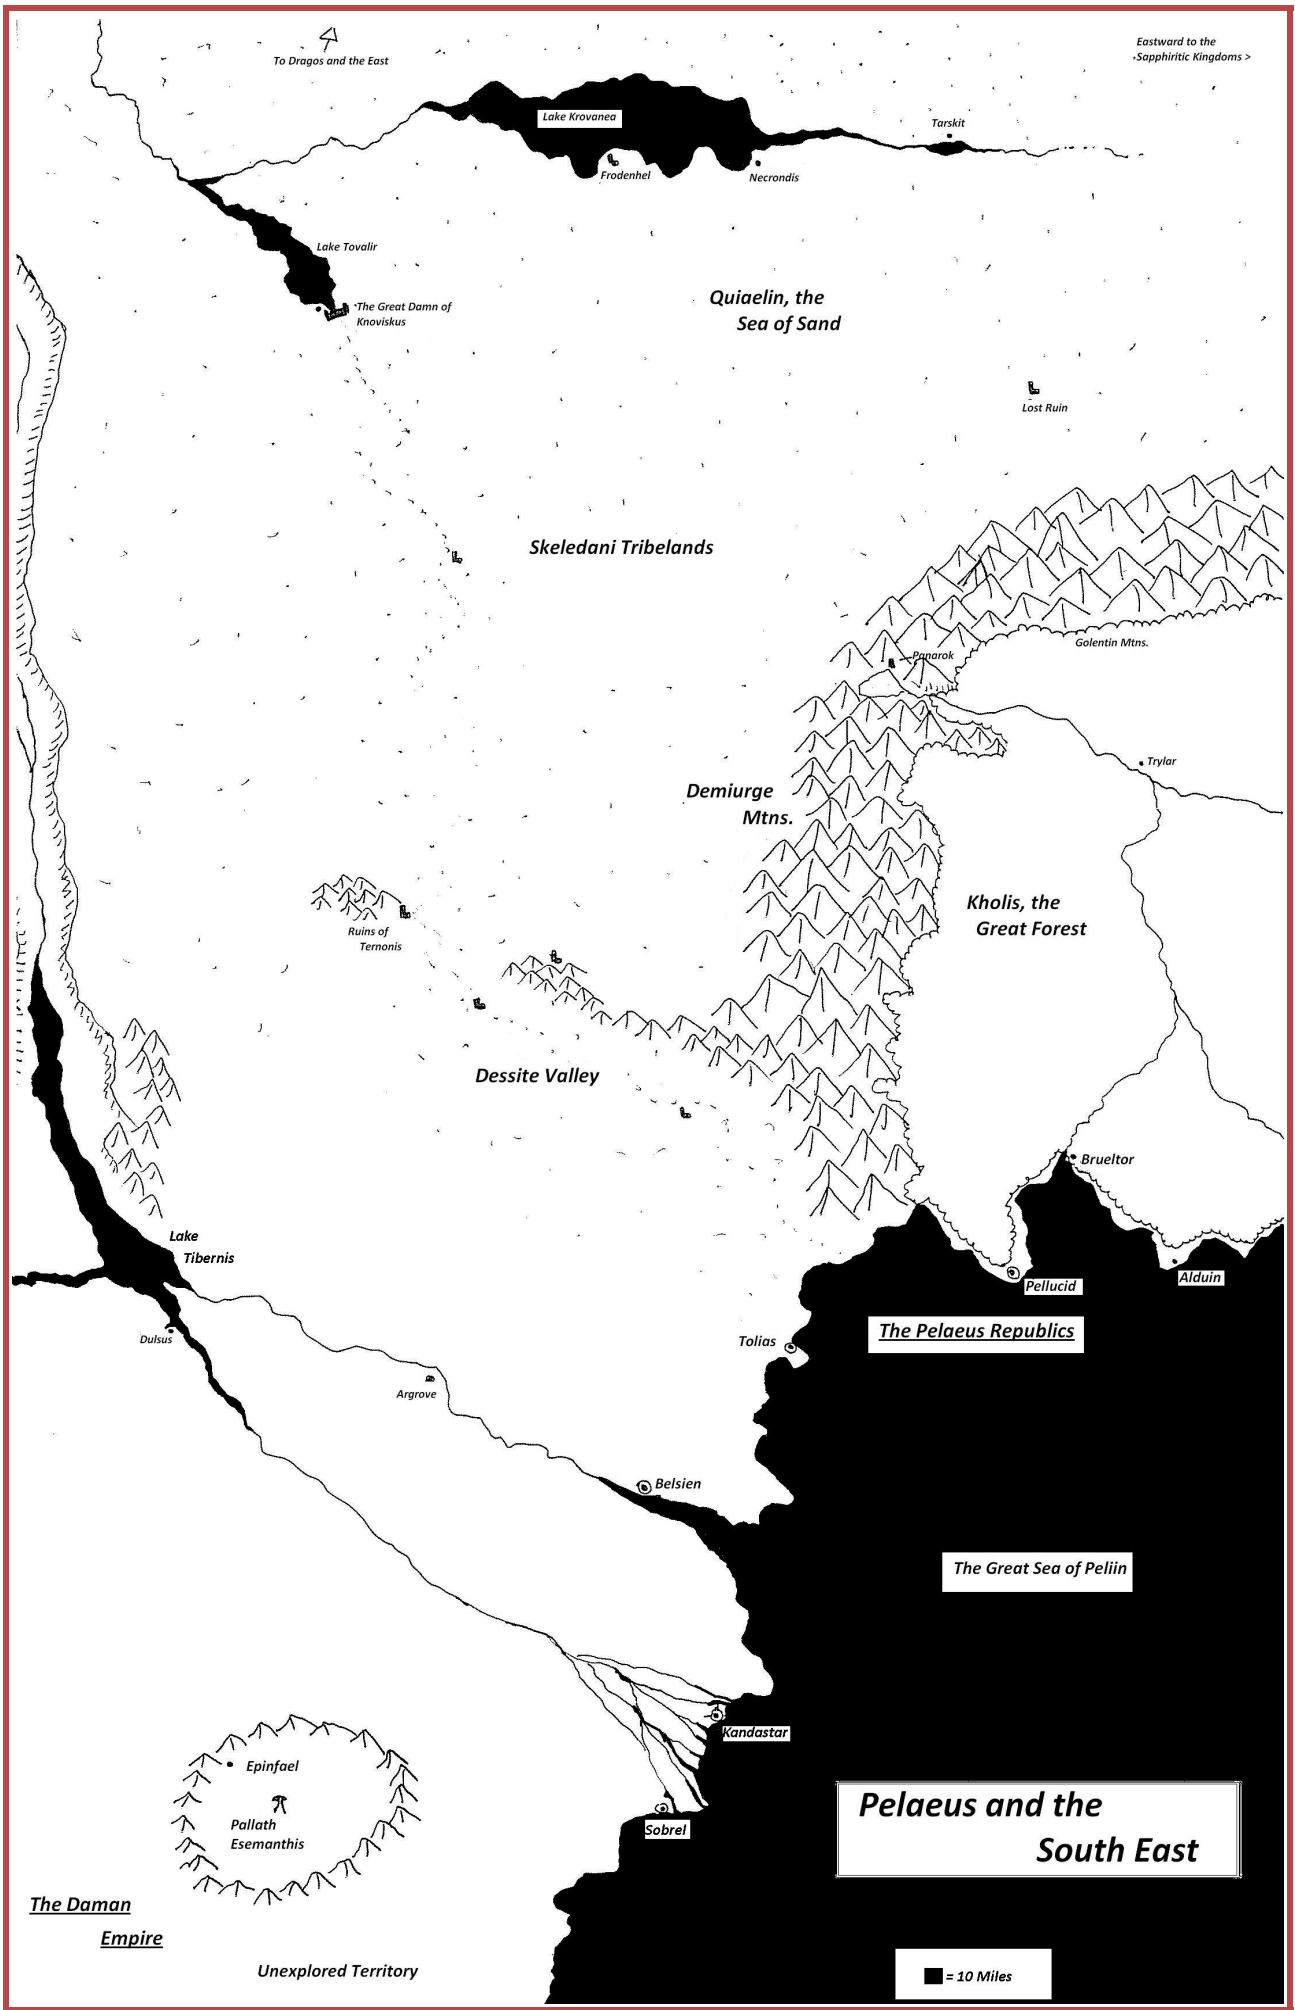 Eastward to the
Sapphiritic Kingdoms >
To Dragos and the East
Lake Krovanea
Tarskit
Frodenhel
Necrondis
Lake Tovalir
Quiaelin, the
Sea of Sand
The Great Damn of
Knoviskus
Lost Ruin
Skeledani Tribelands
Golentin Mtns.
Panarok
Trylar
Demiurge
Mtns.
Kholis, the
Great Forest
Ruins of
Ternonis
Dessite Valley
Brueltor
Lake
Tibernis
Pellucid
Alduin
The Pelaeus Republics
Dulsus
Tolias
Argrove
Belsien
The Great Sea of Peliin
Kandastar
Epinfael
Pallath
Esemanthis
Sobrel
Pelaeus and the
South East
The Daman
Empire
Unexplored Territory
= 10 Miles